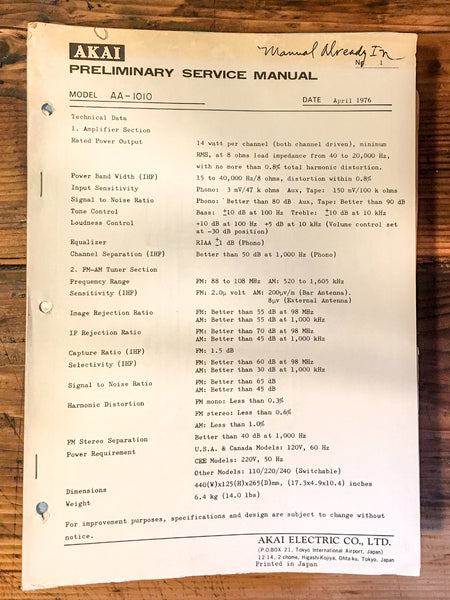 Manual Already In
AKAI
No. 1
PRELIMINARY SERVICE MANUAL
MODEL AA-1010
DATE April 1976
Technical Data
1. Amplifier Section
Rated Power Output 14 watt per channel (both channel driven), minimum
RMS, at 8 ohms load impedance from 40 to 20,000 Hz,
with no more than 0.8% total harmonic distortion.
Power Band Width (IHF) 15 to 40,000 Hz/8 ohms, distortion within 0.8%
Input Sensitivity Phono: 3 mV/47 k ohms Aux, Tape: 150 mV/100 k ohms
Signal to Noise Ratio Phono: Better than 80 dB Aux, Tape: Better than 90 dB
Tone Control Bass: ±10 dB at 100 Hz Treble: ±10 dB at 10 kHz
Loudness Control +10 dB at 100 Hz +5 dB at 10 kHz (Volume control set
at -30 dB position)
Equalizer RIAA ±1 dB (Phono)
Channel Separation (IHF) Better than 50 dB at 1,000 Hz (Phono)
2. FM-AM Tuner Section
Frequency Range FM: 88 to 108 MHz AM: 520 to 1,605 kHz
Sensitivity (IHF) FM: 2.0μ volt AM: 200μv/m (Bar Antenna).
8μv (External Antenna)
Image Rejection Ratio FM: Better than 55 dB at 98 MHz
AM: Better than 55 dB at 1,000 kHz
IF Rejection Ratio FM: Better than 70 dB at 98 MHz
AM: Better than 45 dB at 1,000 kHz
Capture Ratio (IHF) FM: 1.5 dB
Selectivity (IHF) FM: Better than 60 dB at 98 MHz
AM: Better than 30 dB at 1,000 kHz
Signal to Noise Ratio FM: Better than 65 dB
AM: Better than 45 dB
Harmonic Distortion FM mono: Less than 0.3%
FM stereo: Less than 0.6%
AM: Less than 1.0%
FM Stereo Separation Better than 40 dB at 1,000 Hz
Power Requirement U.S.A. & Canada Models: 120V, 60 Hz
CEE Models: 220V, 50 Hz
Other Models: 110/220/240 (Switchable)
Dimensions 440(W)x125(H)x265(D)mm, (17.3x4.9x10.4) inches
Weight 6.4 kg (14.0 lbs)
For improvement purposes, specifications and design are subject to change without
notice.
AKAI ELECTRIC CO., LTD.
(P.O.BOX 21, Tokyo International Airport, Japan)
12-14, 2-chome, Higashi-Kojiya, Ohta-ku, Tokyo, Japan
Printed in Japan